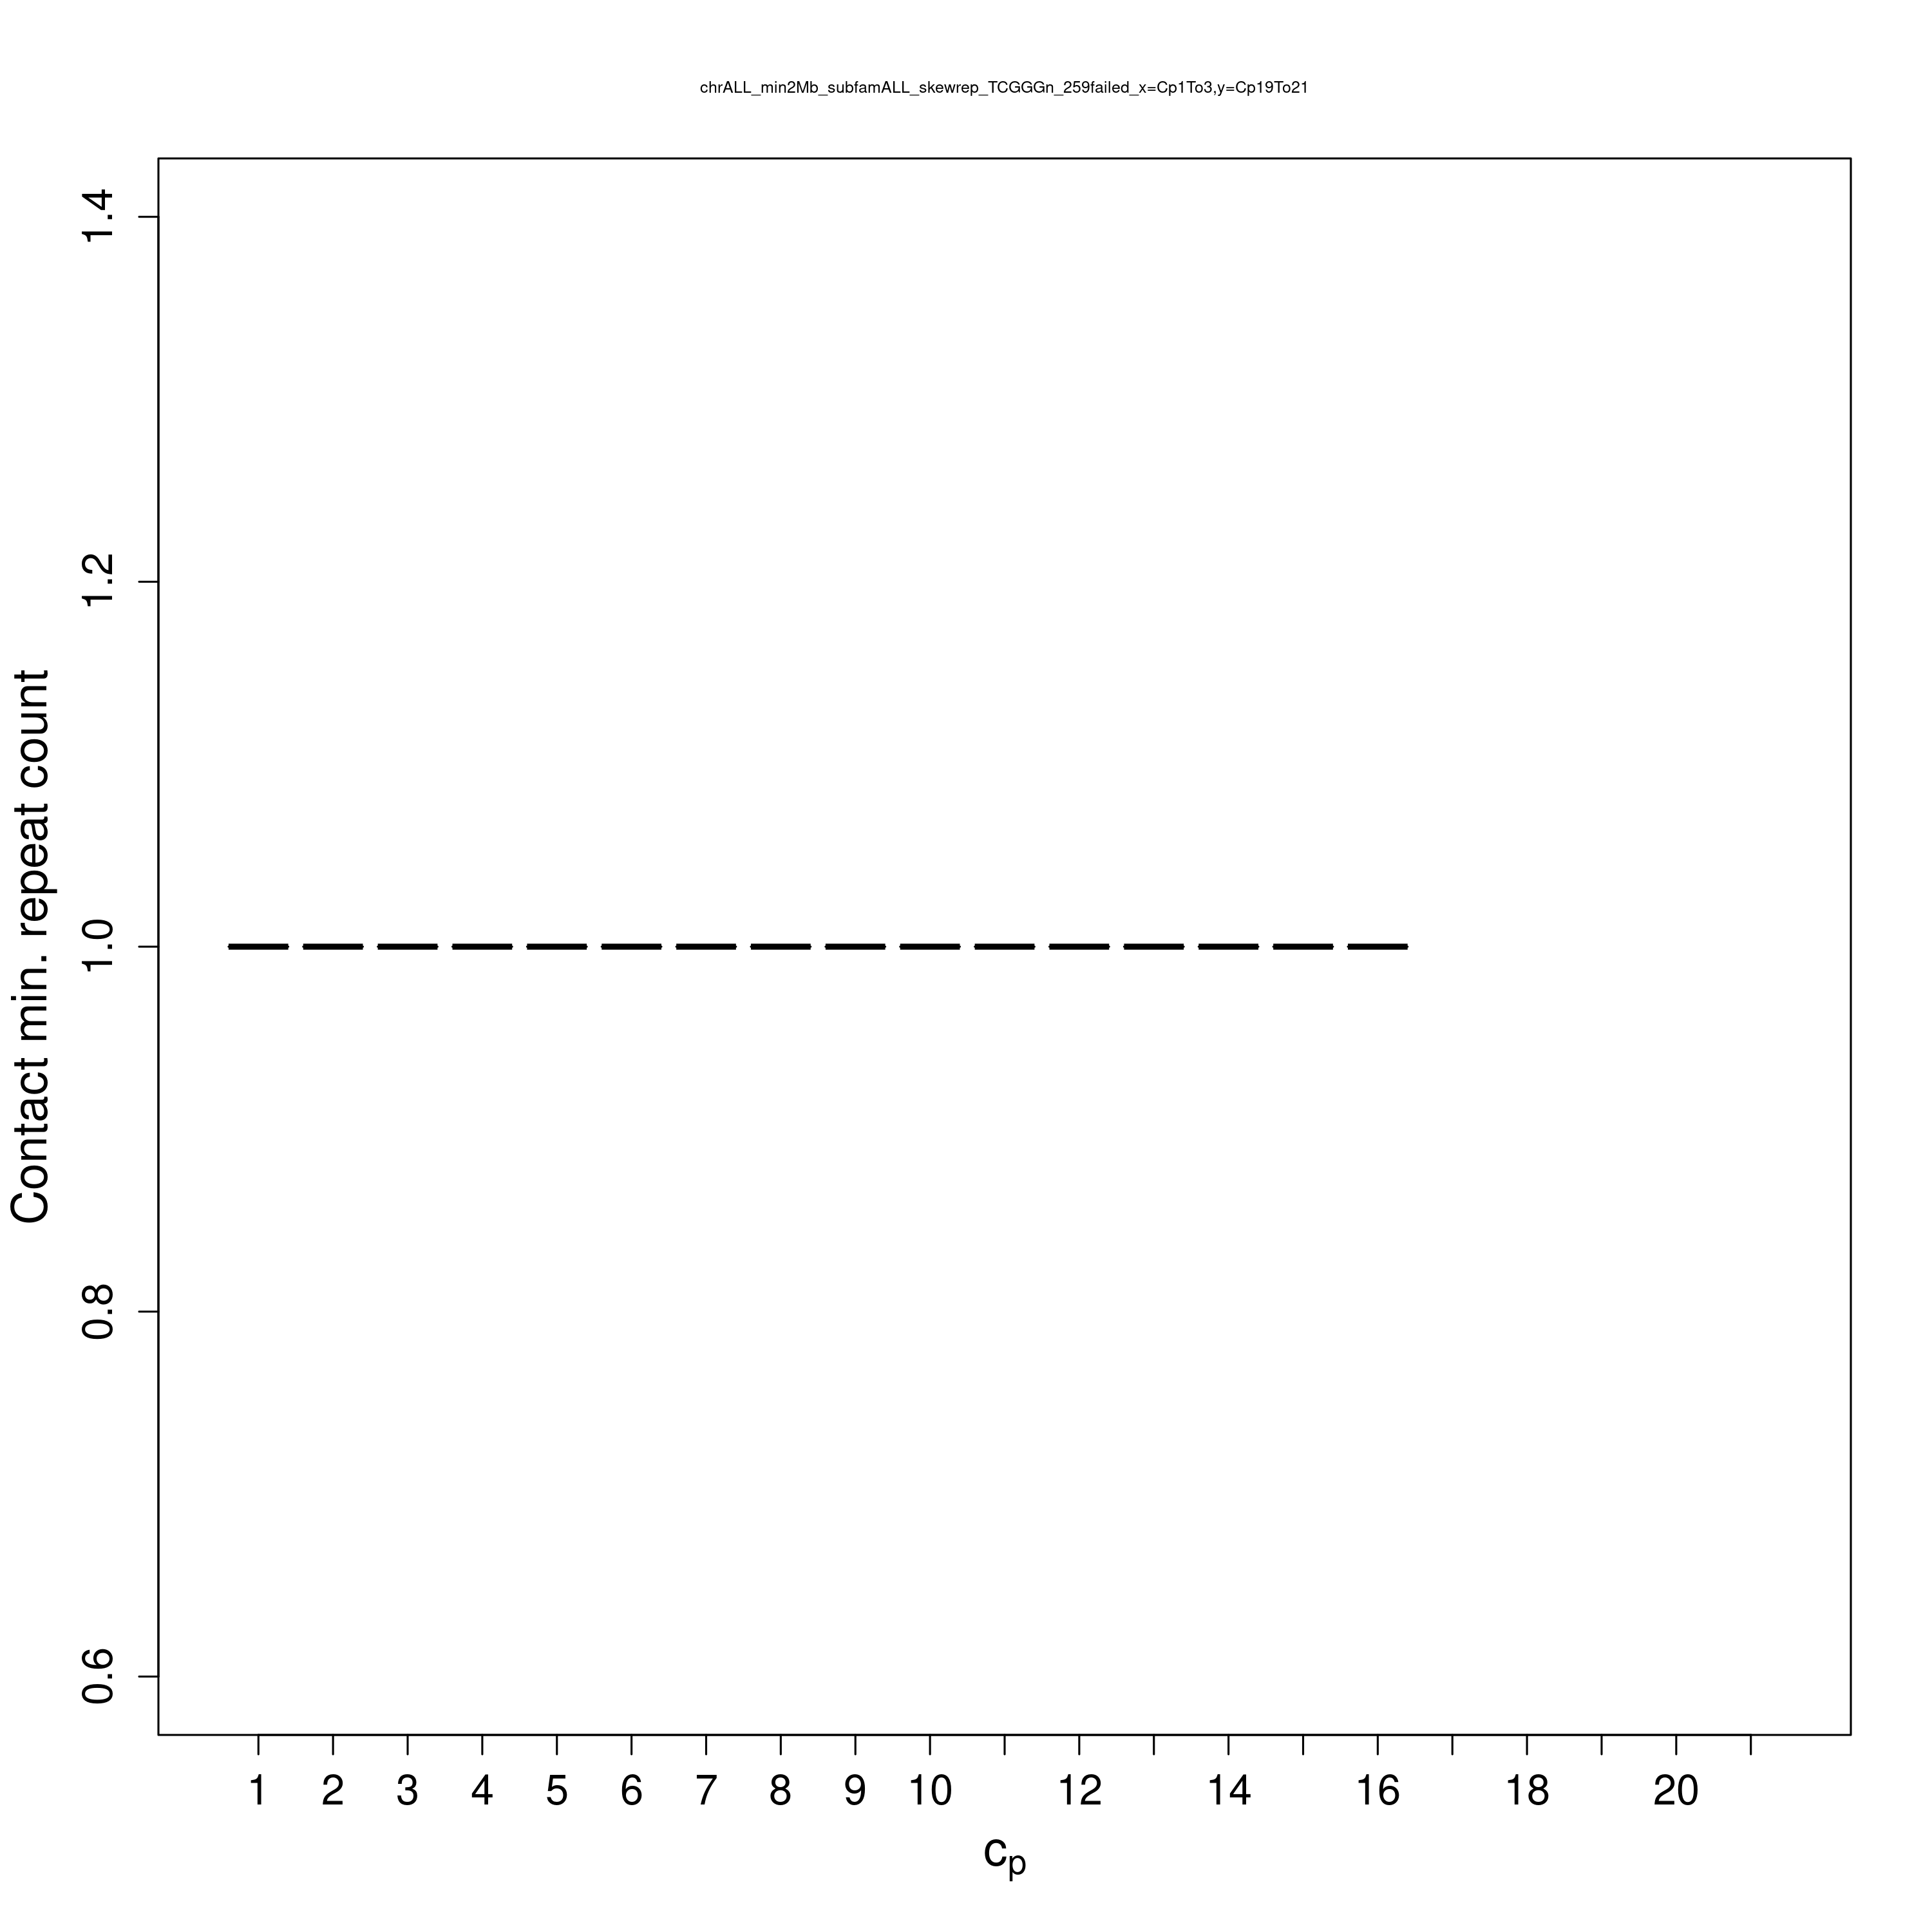 chrALL_min2Mb_subfamALL_skewrep_TCGGGn_259failed_x=Cp1To3,y=Cp19To21
Contact min. repeat count
1.4
1.2
1.0
0.8
0.6
1 2 3 4 5 6 7 8 9 10 12 14 16 18 20
cp